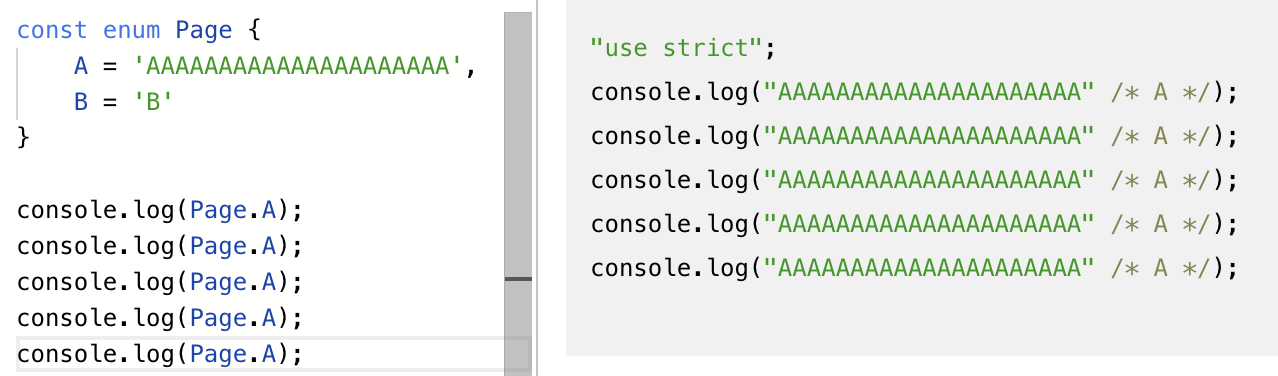 const enum Page {
    A = 'AAAAAAAAAAAAAAAAAAAAA',
    B = 'B'
}
console.log(Page.A);
console.log(Page.A);
console.log(Page.A);
console.log(Page.A);
console.log(Page.A);
"use strict";
console.log("AAAAAAAAAAAAAAAAAAAAA" /* A */);
console.log("AAAAAAAAAAAAAAAAAAAAA" /* A */);
console.log("AAAAAAAAAAAAAAAAAAAAA" /* A */);
console.log("AAAAAAAAAAAAAAAAAAAAA" /* A */);
console.log("AAAAAAAAAAAAAAAAAAAAA" /* A */);